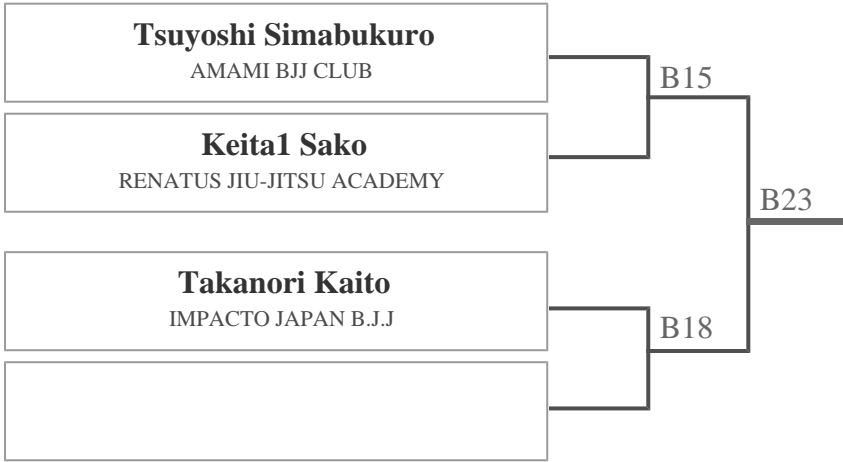 Tsuyoshi Simabukuro
AMAMI BJJ CLUB
B15
Keita1 Sako
RENATUS JIU-JITSU ACADEMY
B23
Takanori Kaito
IMPACTO JAPAN B.J.J
B18